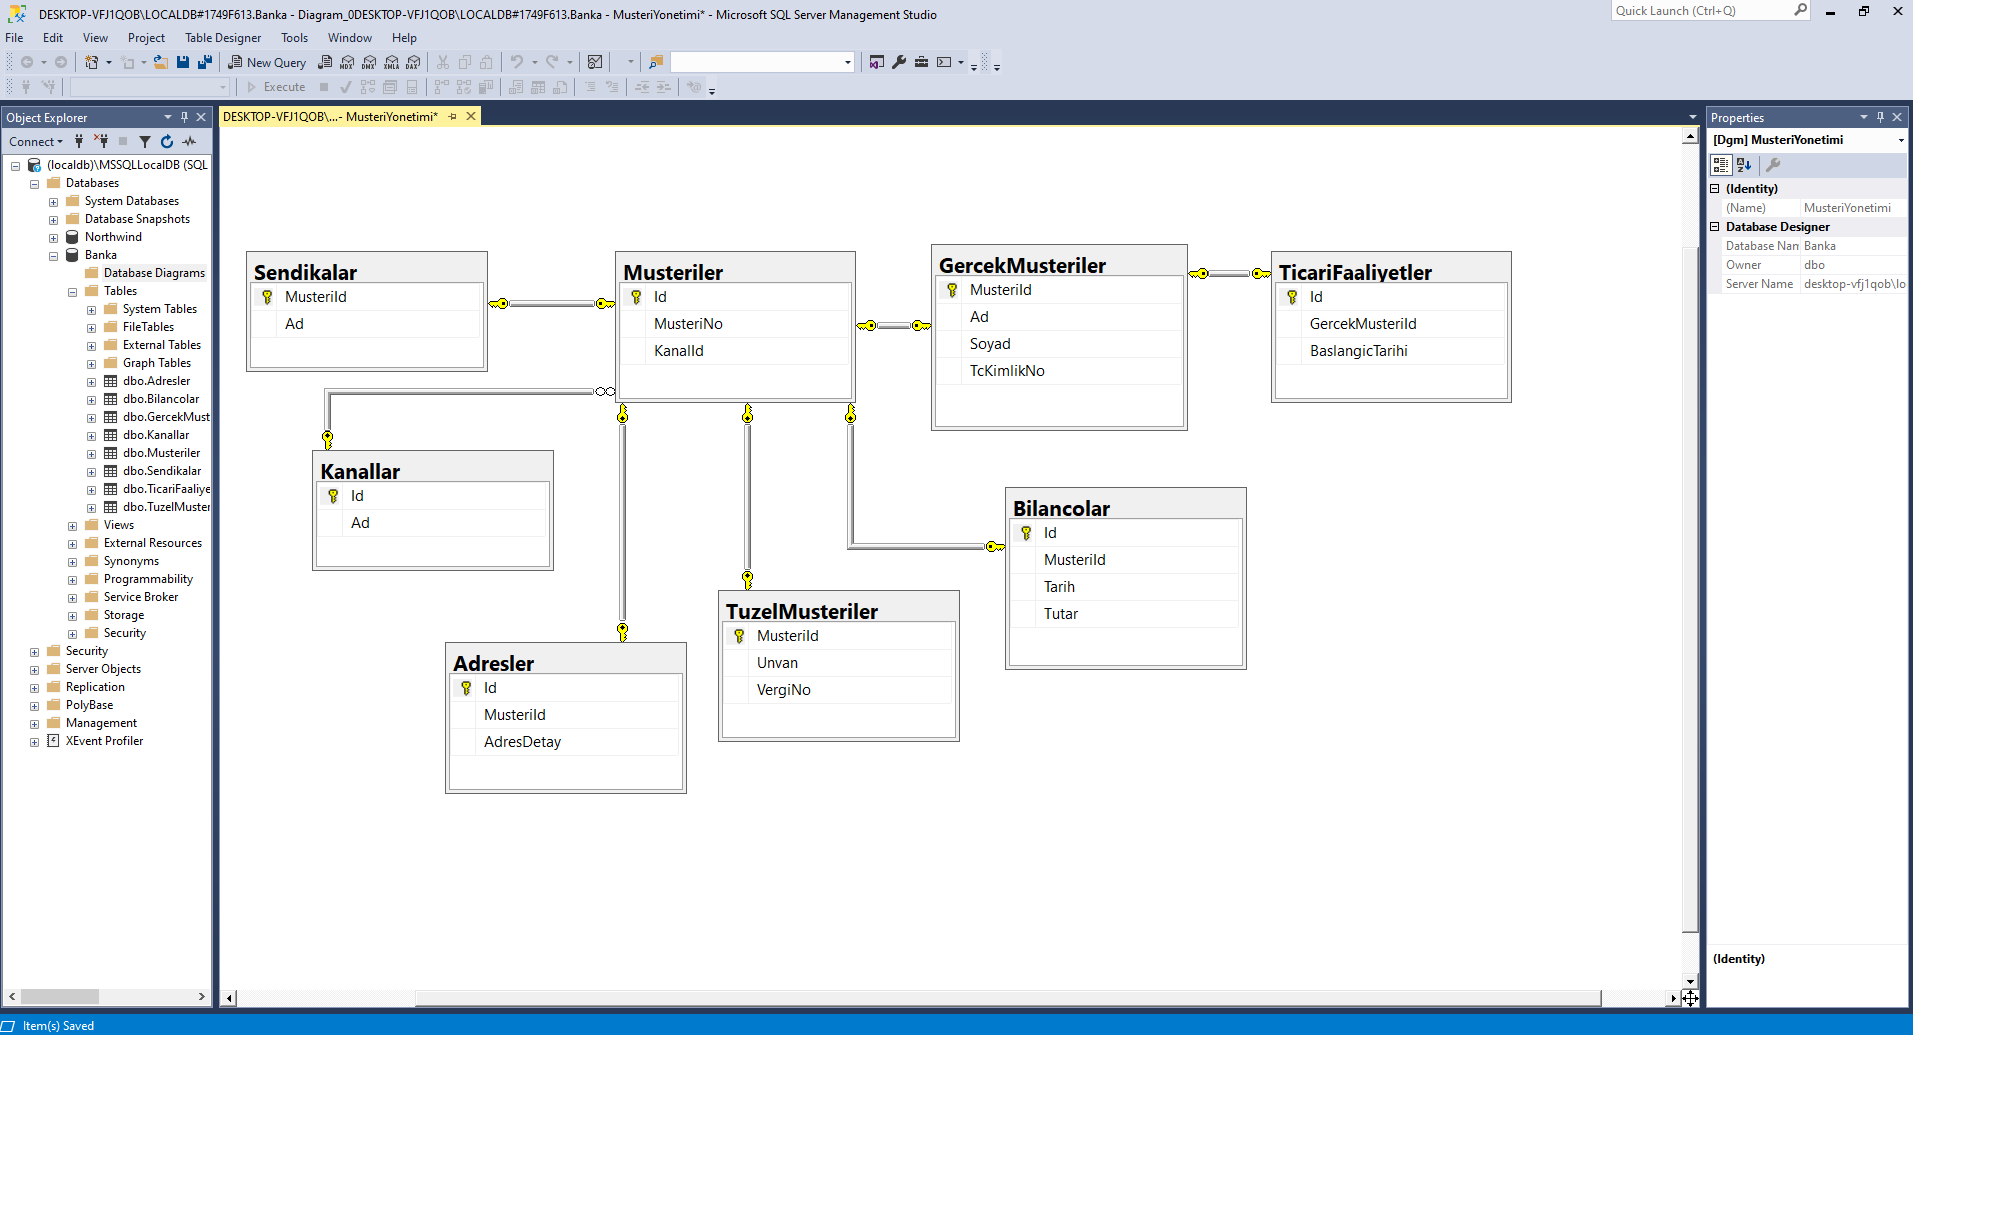 DESKTOP-VFJ1QOB\LOCALDB#1749F613.Banka - Diagram_0DESKTOP-VFJ1QOB\LOCALDB#1749F613.Banka - MusteriYonetimi* - Microsoft SQL Server Management Studio
Quick Launch (Ctrl+Q)
File Edit View Project Table Designer Tools Window Help
New Query MDX DMX XMLA DAX
Execute
Object Explorer
Connect
(localdb)\MSSQLLocalDB (SQL
Databases
System Databases
Database Snapshots
Northwind
Banka
Database Diagrams
Tables
System Tables
FileTables
External Tables
Graph Tables
dbo.Adresler
dbo.Bilancolar
dbo.GercekMust
dbo.Kanallar
dbo.Musteriler
dbo.Sendikalar
dbo.TicariFaaliye
dbo.TuzelMuster
Views
External Resources
Synonyms
Programmability
Service Broker
Storage
Security
Security
Server Objects
Replication
PolyBase
Management
XEvent Profiler
DESKTOP-VFJ1QOB\...- MusteriYonetimi*
Sendikalar
MusteriId
Ad
Musteriler
Id
MusteriNo
KanalId
GercekMusteriler
MusteriId
Ad
Soyad
TcKimlikNo
TicariFaaliyetler
Id
GercekMusteriId
BaslangicTarihi
Kanallar
Id
Ad
Bilancolar
Id
MusteriId
Tarih
Tutar
TuzelMusteriler
MusteriId
Unvan
VergiNo
Adresler
Id
MusteriId
AdresDetay
Properties
[Dgm] MusteriYonetimi
(Identity)
(Name) MusteriYonetimi
Database Designer
Database Nan Banka
Owner dbo
Server Name desktop-vfj1qob\lo
(Identity)
Item(s) Saved